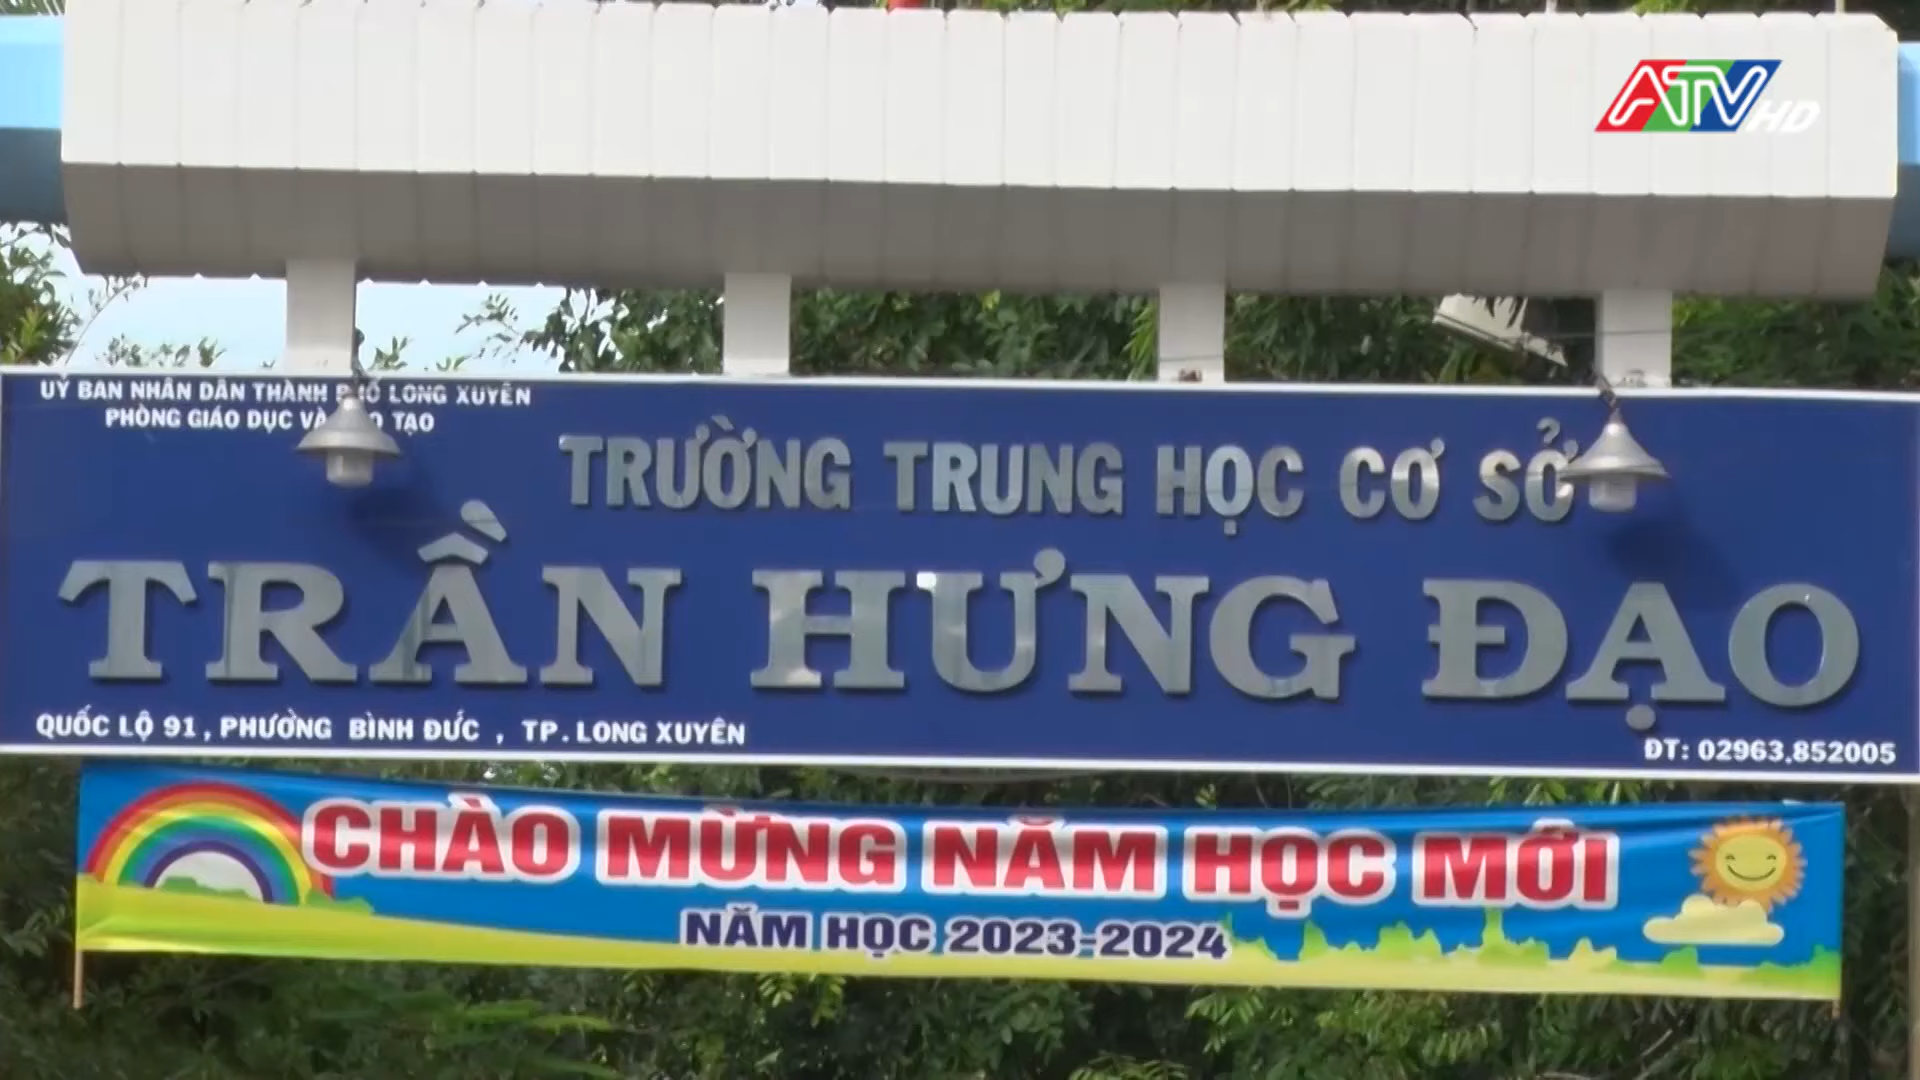 ATV HD
UỶ BAN NHÂN DÂN THÀNH PHỐ LONG XUYÊN
PHÒNG GIÁO DỤC VÀ ĐÀO TẠO
TRƯỜNG TRUNG HỌC CƠ SỞ
TRẦN HƯNG ĐẠO
QUỐC LỘ 91, PHƯỜNG BÌNH ĐỨC, TP. LONG XUYÊN
ĐT: 02963.852005
CHÀO MỪNG NĂM HỌC MỚI
NĂM HỌC 2023-2024